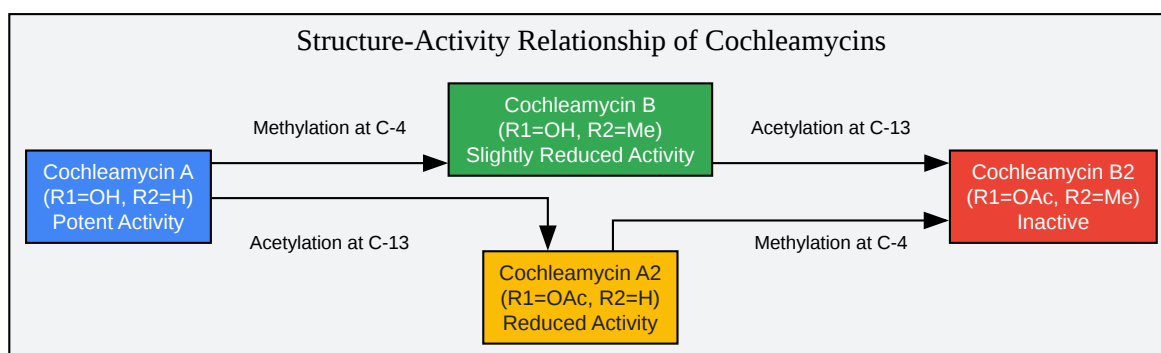 Structure-Activity Relationship of Cochleamycins
Cochleamycin A
(R1=OH, R2=H)
Potent Activity
Methylation at C-4
Cochleamycin B
(R1=OH, R2=Me)
Slightly Reduced Activity
Acetylation at C-13
Cochleamycin B2
(R1=OAc, R2=Me)
Inactive
Acetylation at C-13
Cochleamycin A2
(R1=OAc, R2=H)
Reduced Activity
Methylation at C-4